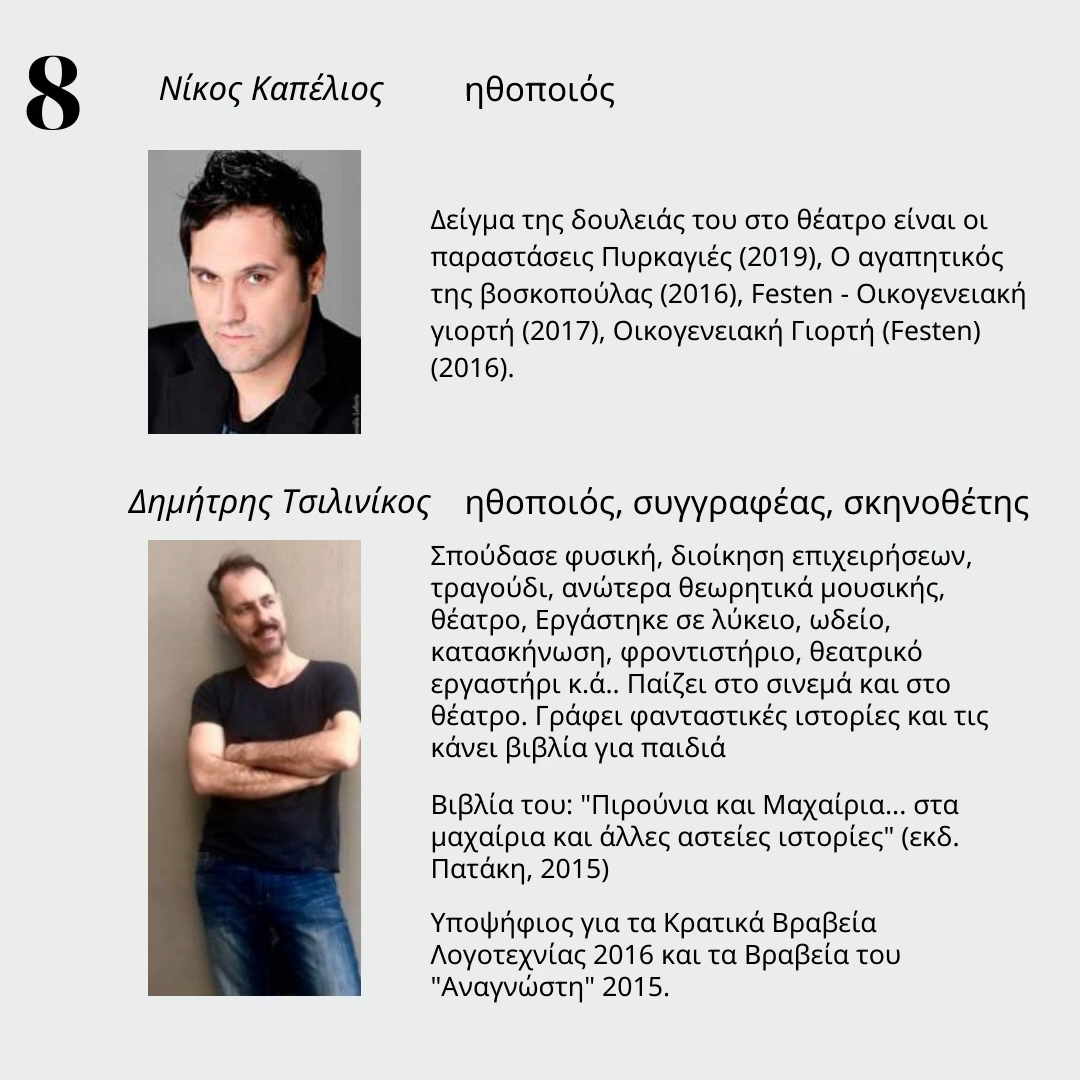 8
Νίκος Καπέλιος ηθοποιός
Δείγμα της δουλειάς του στο θέατρο είναι οι
παραστάσεις Πυρκαγιές (2019), Ο αγαπητικός
της βοσκοπούλας (2016), Festen - Οικογενειακή
γιορτή (2017), Οικογενειακή Γιορτή (Festen)
(2016).
Δημήτρης Τσιλινίκος ηθοποιός, συγγραφέας, σκηνοθέτης
Σπούδασε φυσική, διοίκηση επιχειρήσεων,
τραγούδι, ανώτερα θεωρητικά μουσικής,
θέατρο, Εργάστηκε σε λύκειο, ωδείο,
κατασκήνωση, φροντιστήριο, θεατρικό
εργαστήρι κ.ά.. Παίζει στο σινεμά και στο
θέατρο. Γράφει φανταστικές ιστορίες και τις
κάνει βιβλία για παιδιά
Βιβλία του: "Πιρούνια και Μαχαίρια... στα
μαχαίρια και άλλες αστείες ιστορίες" (εκδ.
Πατάκη, 2015)
Υποψήφιος για τα Κρατικά Βραβεία
Λογοτεχνίας 2016 και τα Βραβεία του
"Αναγνώστη" 2015.